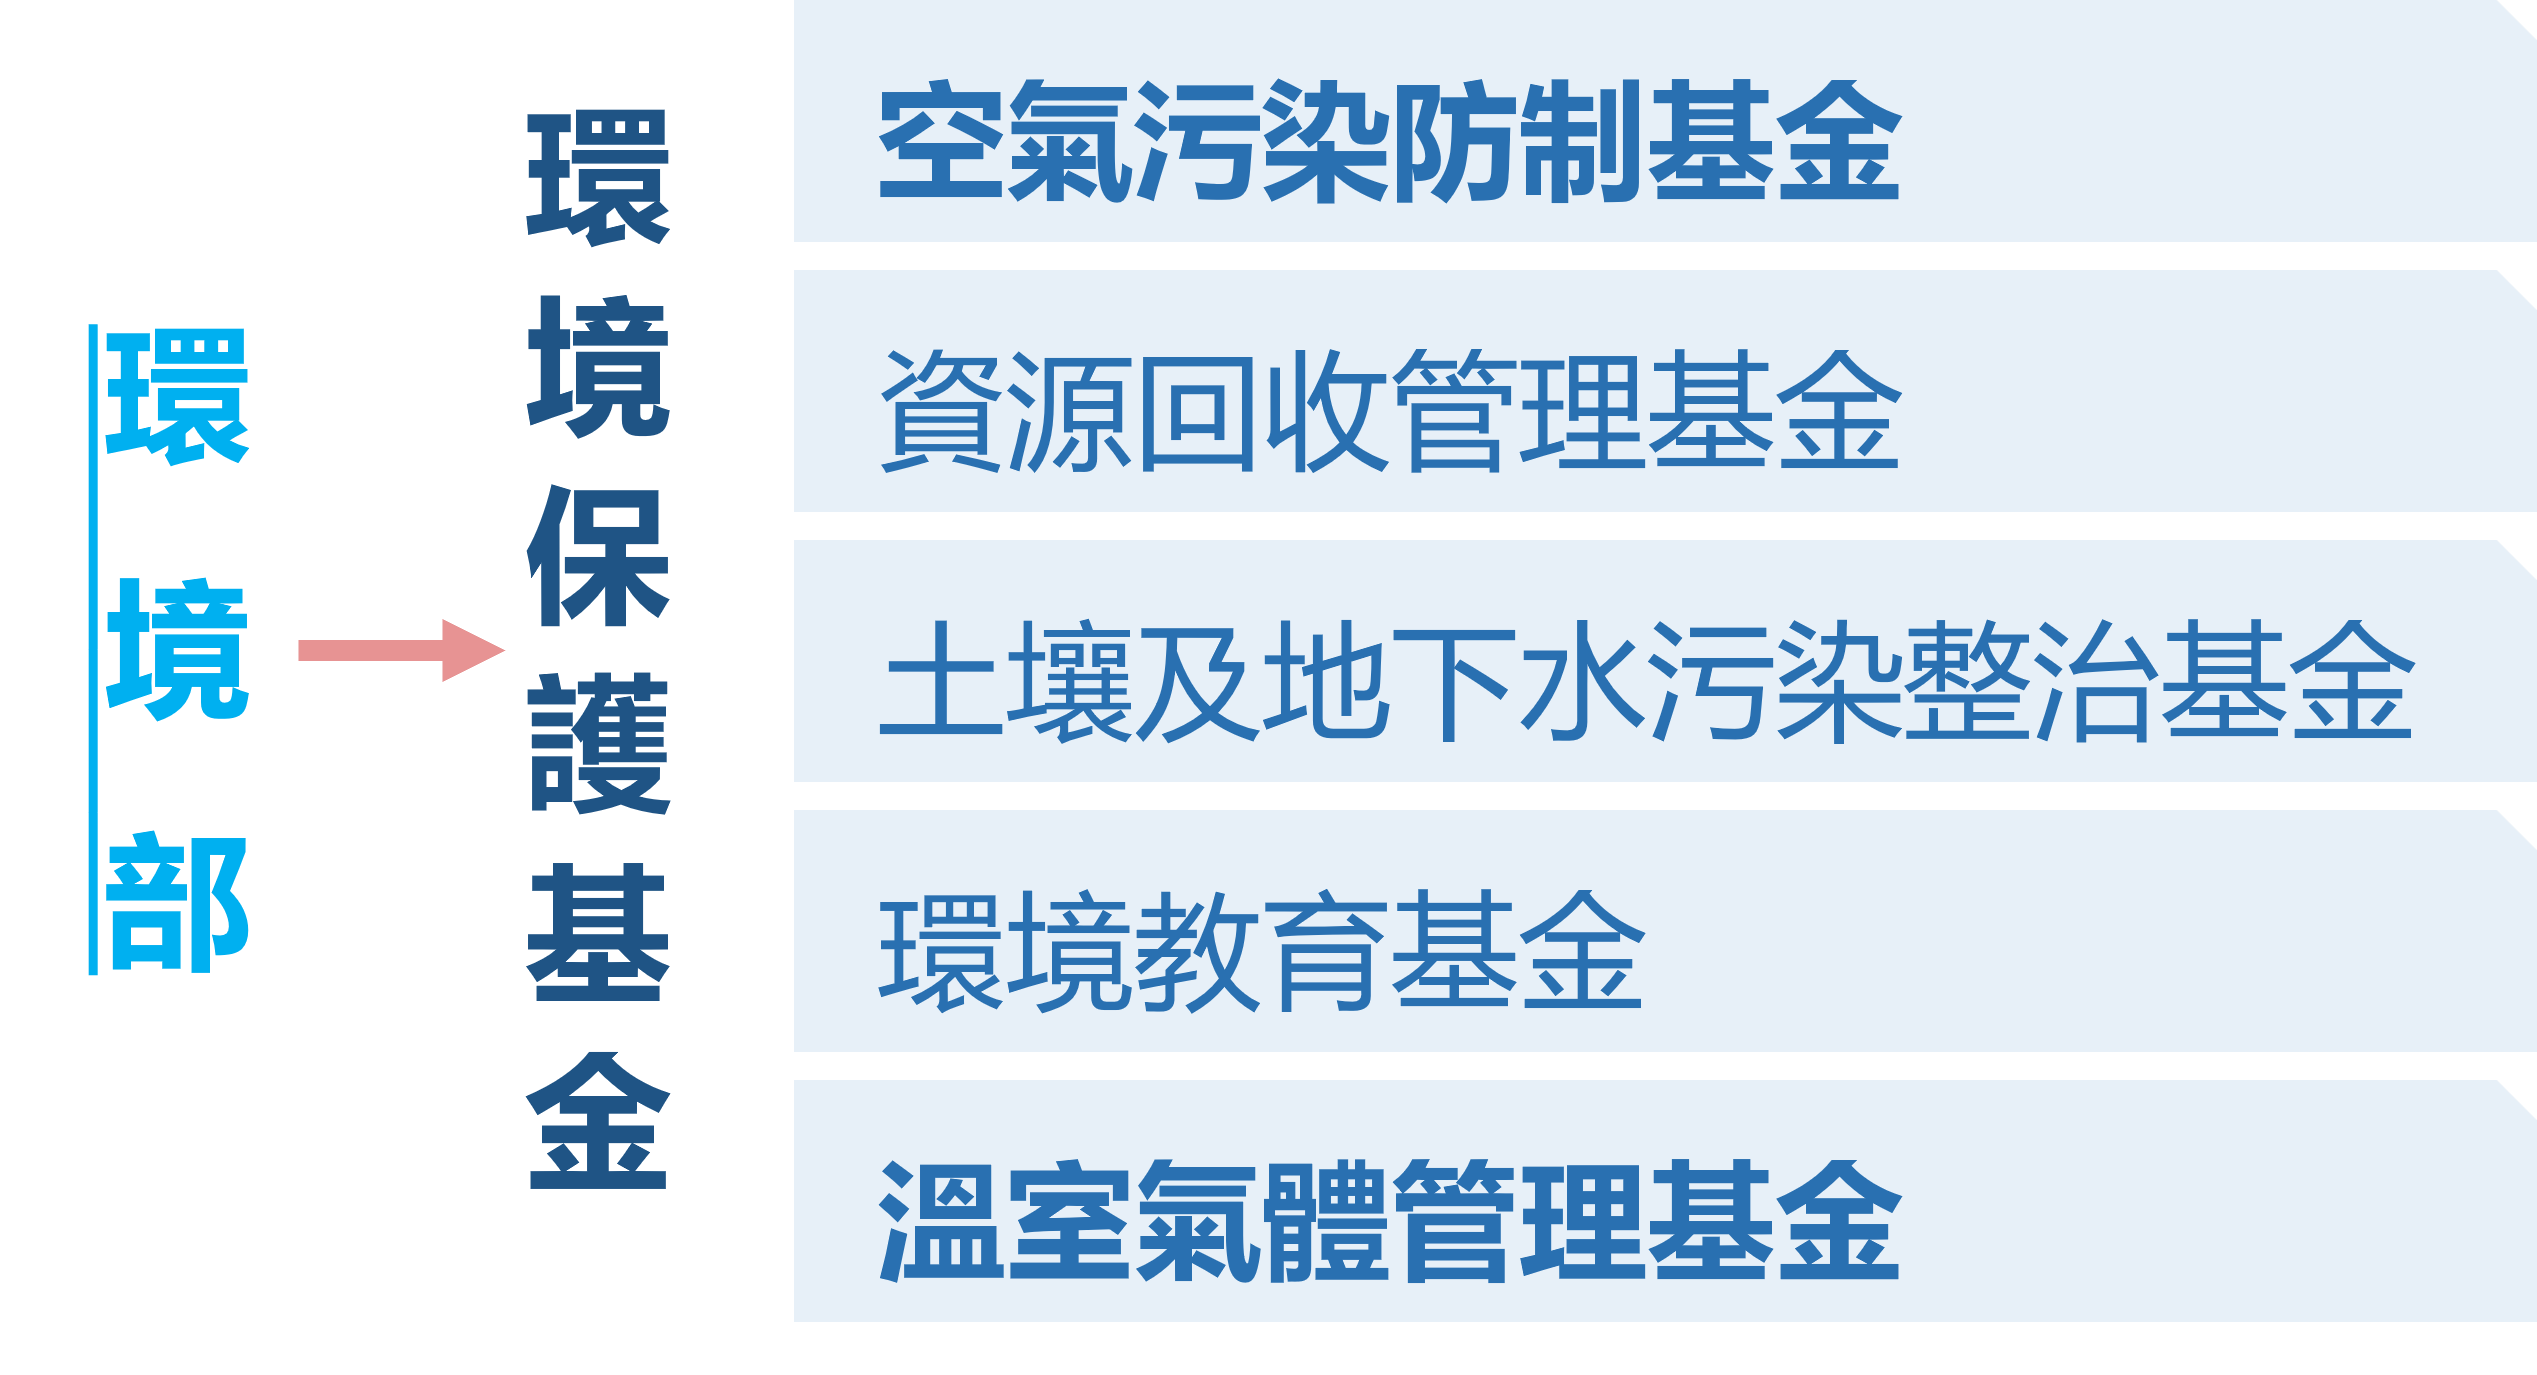 環境部
環境保護基金
空氣污染防制基金
資源回收管理基金
土壤及地下水污染整治基金
環境教育基金
溫室氣體管理基金